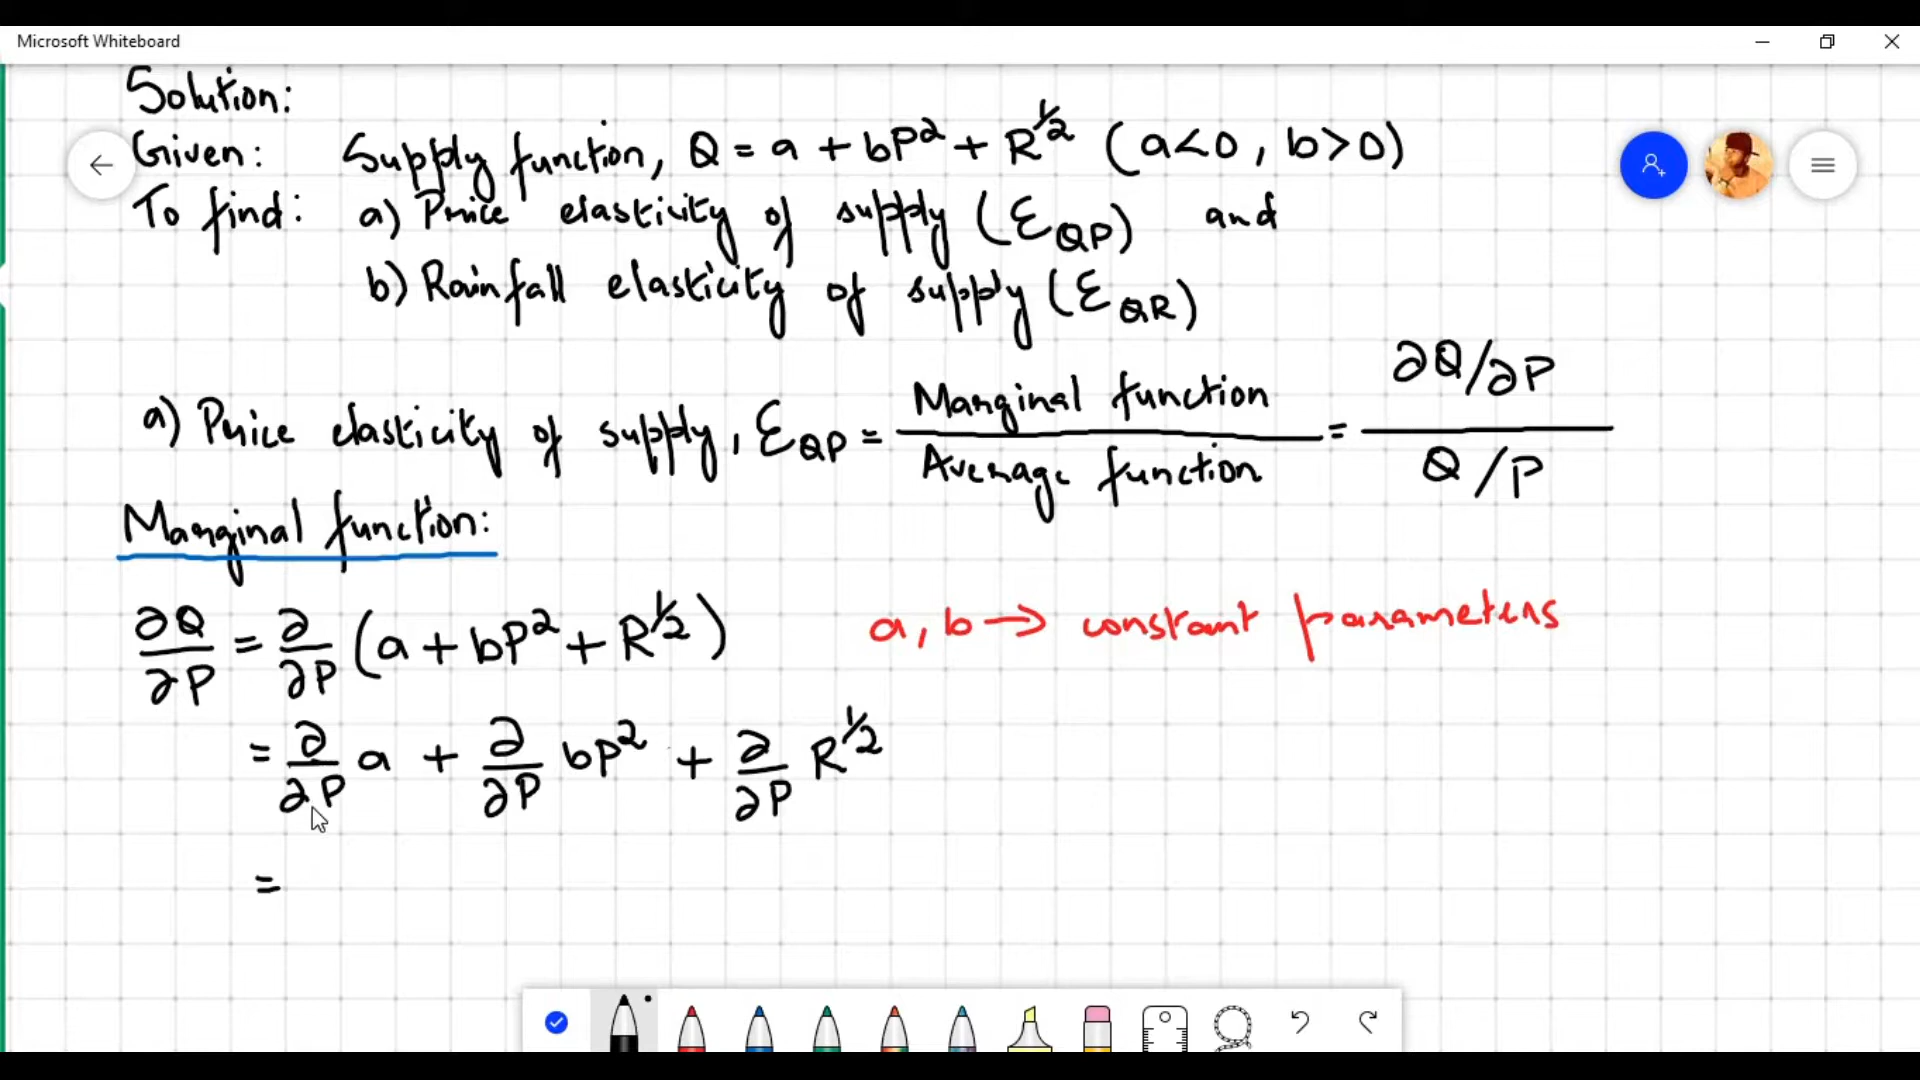 Microsoft Whiteboard
Solution:
Given: Supply function, Q = a + bP² + R^½ (a<0, b>0)
To find: a) Price elasticity of supply (ε_QP) and
b) Rainfall elasticity of supply (ε_QR)
a) Price elasticity of supply, ε_QP = Marginal function / Average function = ∂Q/∂P / Q/P
Marginal function:
∂Q/∂P = ∂/∂P (a + bP² + R^½) a, b → constant parameters
= ∂/∂P a + ∂/∂P bP² + ∂/∂P R^½
=